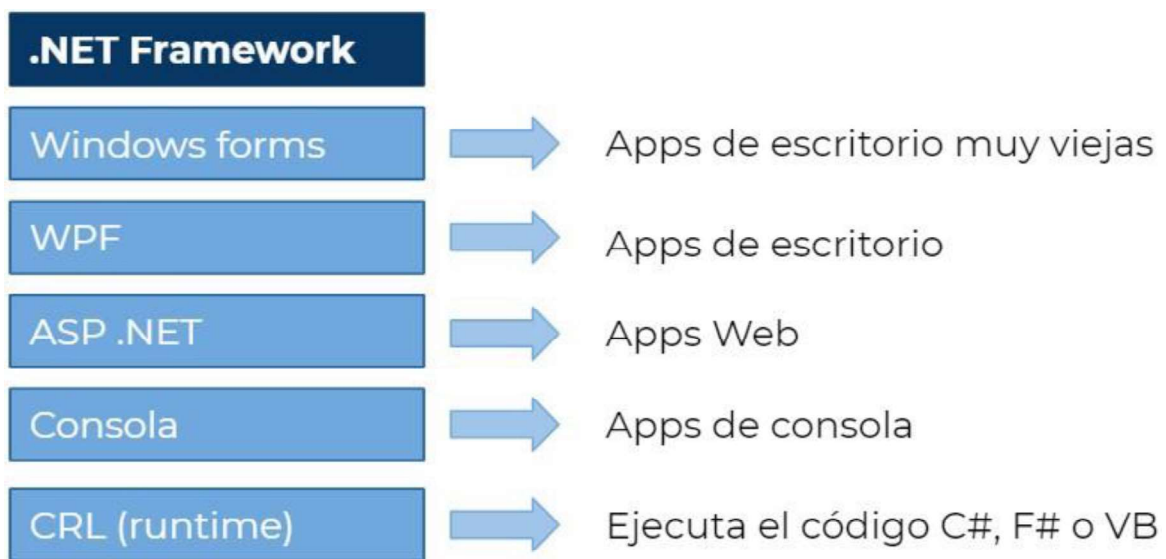 .NET Framework
Windows forms
Apps de escritorio muy viejas
WPF
Apps de escritorio
ASP .NET
Apps Web
Consola
Apps de consola
CRL (runtime)
Ejecuta el código C#, F# o VB